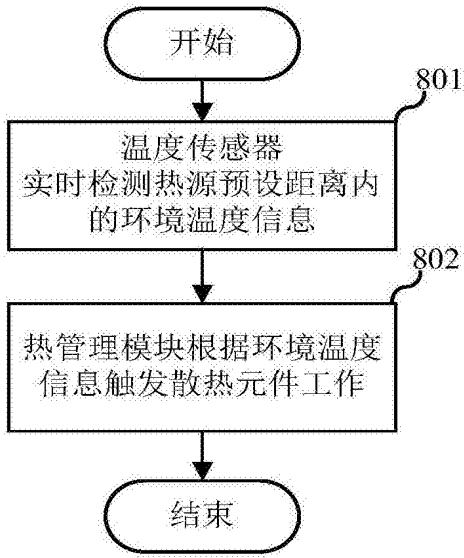 开始
801
温度传感器
实时检测热源预设距离内
的环境温度信息
802
热管理模块根据环境温度
信息触发散热元件工作
结束